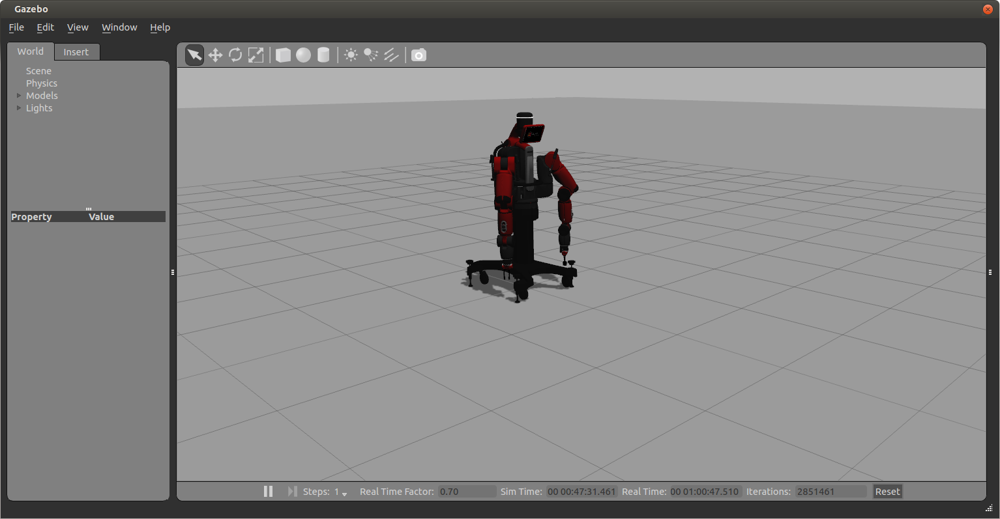 Gazebo
File Edit View Window Help
World Insert
Scene
Physics
Models
Lights
Property Value
Steps: 1 Real Time Factor: 0.70 Sim Time: 00 00:47:31.461 Real Time: 00 01:00:47.510 Iterations: 2851461 Reset